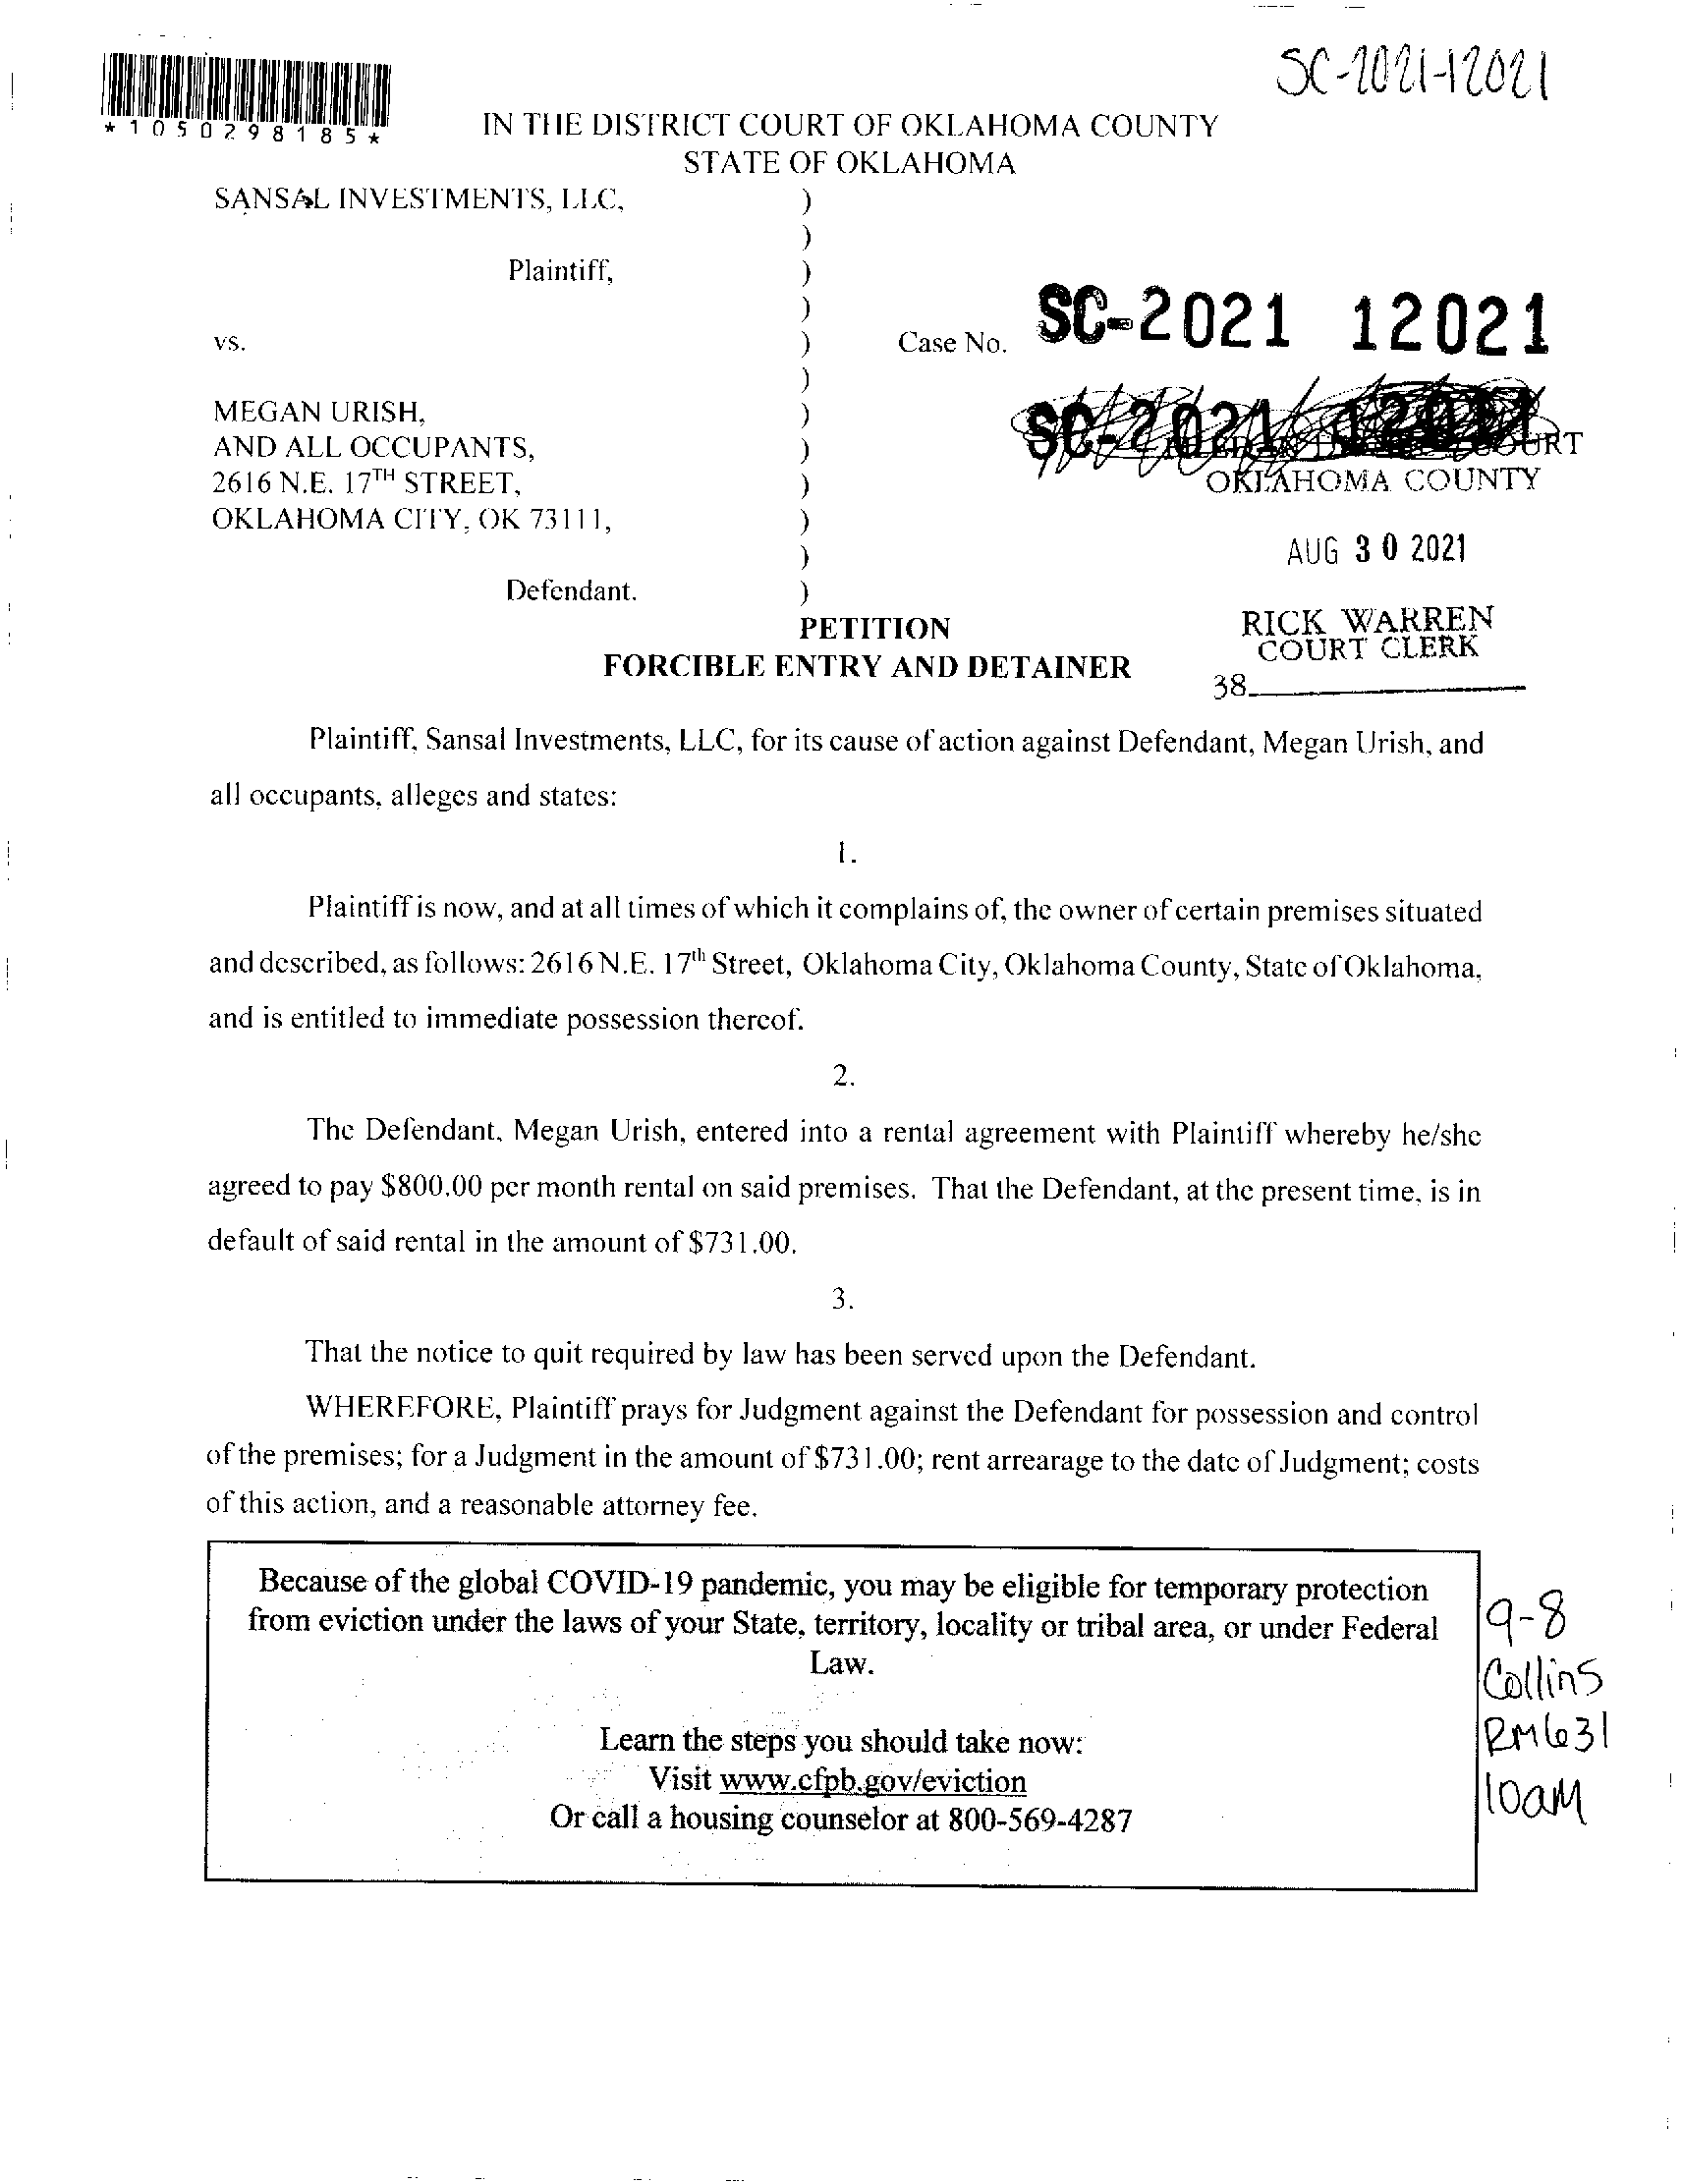 SC-2021-12021
*1050298185*
IN THE DISTRICT COURT OF OKLAHOMA COUNTY
STATE OF OKLAHOMA
SANSAL INVESTMENTS, LLC, )
)
Plaintiff, )
)
vs. ) Case No. SC-2021 12021
)
MEGAN URISH, ) SC-2021
AND ALL OCCUPANTS, ) COURT
2616 N.E. 17TH STREET, ) OKLAHOMA COUNTY
OKLAHOMA CITY, OK 73111, )
) AUG 30 2021
Defendant. )
PETITION RICK WARREN
COURT CLERK
FORCIBLE ENTRY AND DETAINER
38
Plaintiff, Sansal Investments, LLC, for its cause of action against Defendant, Megan Urish, and
all occupants, alleges and states:
1.
Plaintiff is now, and at all times of which it complains of, the owner of certain premises situated
and described, as follows: 2616 N.E. 17th Street, Oklahoma City, Oklahoma County, State of Oklahoma,
and is entitled to immediate possession thereof.
2.
The Defendant, Megan Urish, entered into a rental agreement with Plaintiff whereby he/she
agreed to pay $800.00 per month rental on said premises. That the Defendant, at the present time, is in
default of said rental in the amount of $731.00.
3.
That the notice to quit required by law has been served upon the Defendant.
WHEREFORE, Plaintiff prays for Judgment against the Defendant for possession and control
of the premises; for a Judgment in the amount of $731.00; rent arrearage to the date of Judgment; costs
of this action, and a reasonable attorney fee.
Because of the global COVID-19 pandemic, you may be eligible for temporary protection
from eviction under the laws of your State, territory, locality or tribal area, or under Federal
Law.
Learn the steps you should take now:
Visit www.cfpb.gov/eviction
Or call a housing counselor at 800-569-4287
9-8
Collins
RM631
10am